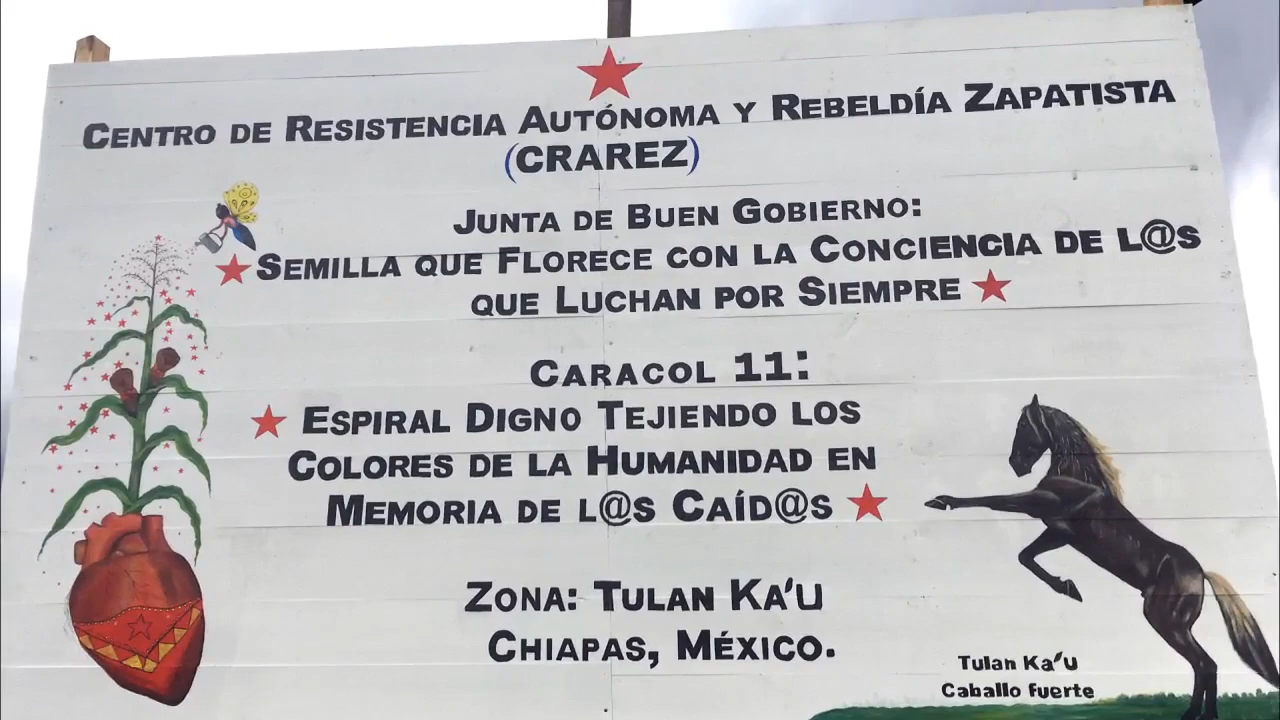 CENTRO DE RESISTENCIA AUTÓNOMA Y REBELDÍA ZAPATISTA
(CRAREZ)
JUNTA DE BUEN GOBIERNO:
SEMILLA QUE FLORECE CON LA CONCIENCIA DE L@S
QUE LUCHAN POR SIEMPRE
CARACOL 11:
ESPIRAL DIGNO TEJIENDO LOS
COLORES DE LA HUMANIDAD EN
MEMORIA DE L@S CAÍD@S
ZONA: TULAN KA'U
CHIAPAS, MÉXICO.
Tulan Ka'u
Caballo fuerte